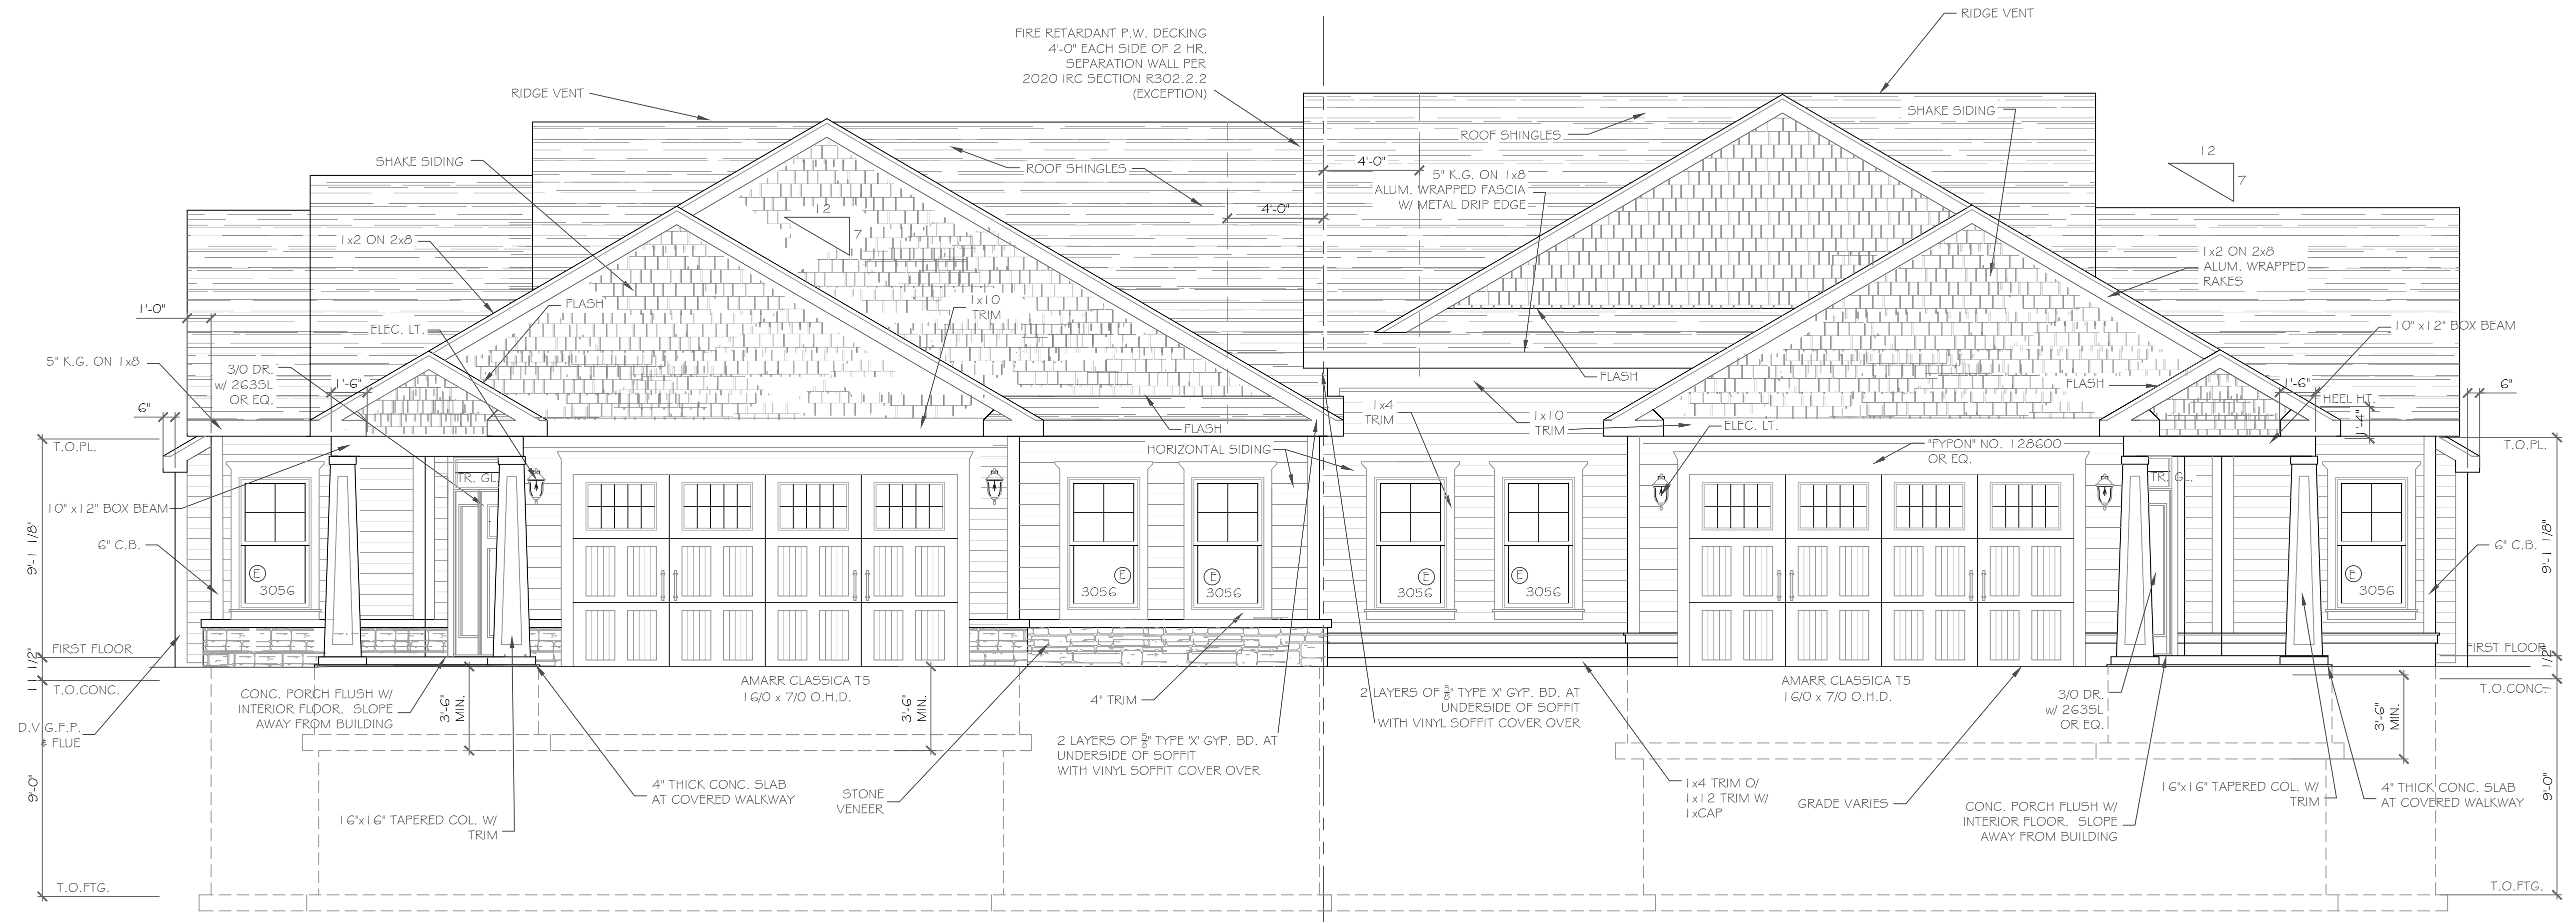 RIDGE VENT
FIRE RETARDANT P.W. DECKING
4'-0" EACH SIDE OF 2 HR.
SEPARATION WALL PER
2020 IRC SECTION R302.2.2
(EXCEPTION)
RIDGE VENT
SHAKE SIDING
ROOF SHINGLES
SHAKE SIDING
ROOF SHINGLES
4'-0"
5" K.G. ON 1x8
ALUM. WRAPPED FASCIA
W/ METAL DRIP EDGE
12
7
4'-0"
12
7
1x2 ON 2x8
1x2 ON 2x8
ALUM. WRAPPED
RAKES
1'-0"
FLASH
1x10
TRIM
ELEC. LT.
10" x12" BOX BEAM
5" K.G. ON 1x8
3/0 DR.
w/ 263SL
OR EQ.
1'-6"
FLASH
FLASH
1'-6"
6"
6"
HEEL HT.
1'-4"
1x4
TRIM
1x10
TRIM
ELEC. LT.
FLASH
T.O.PL.
HORIZONTAL SIDING
"FYPON" NO. 128600
OR EQ.
T.O.PL.
TR. GL.
TR. GL.
10" x12" BOX BEAM
6" C.B.
6" C.B.
9'-1 1/8"
9'-1 1/8"
E
3056
E
3056
E
3056
E
3056
E
3056
E
3056
FIRST FLOOR
FIRST FLOOR
1 1/2"
1 1/2"
T.O.CONC.
T.O.CONC.
CONC. PORCH FLUSH W/
INTERIOR FLOOR. SLOPE
AWAY FROM BUILDING
3'-6"
MIN.
AMARR CLASSICA T5
16/0 x 7/0 O.H.D.
3'-6"
MIN.
4" TRIM
2 LAYERS OF 5/8" TYPE 'X' GYP. BD. AT
UNDERSIDE OF SOFFIT
WITH VINYL SOFFIT COVER OVER
AMARR CLASSICA T5
16/0 x 7/0 O.H.D.
3/0 DR.
w/ 263SL
OR EQ.
3'-6"
MIN.
D.V.G.F.P.
& FLUE
2 LAYERS OF 5/8" TYPE 'X' GYP. BD. AT
UNDERSIDE OF SOFFIT
WITH VINYL SOFFIT COVER OVER
9'-0"
9'-0"
4" THICK CONC. SLAB
AT COVERED WALKWAY
STONE
VENEER
1x4 TRIM O/
1x12 TRIM W/
1xCAP
GRADE VARIES
16"x16" TAPERED COL. W/
TRIM
4" THICK CONC. SLAB
AT COVERED WALKWAY
16"x16" TAPERED COL. W/
TRIM
CONC. PORCH FLUSH W/
INTERIOR FLOOR. SLOPE
AWAY FROM BUILDING
T.O.FTG.
T.O.FTG.